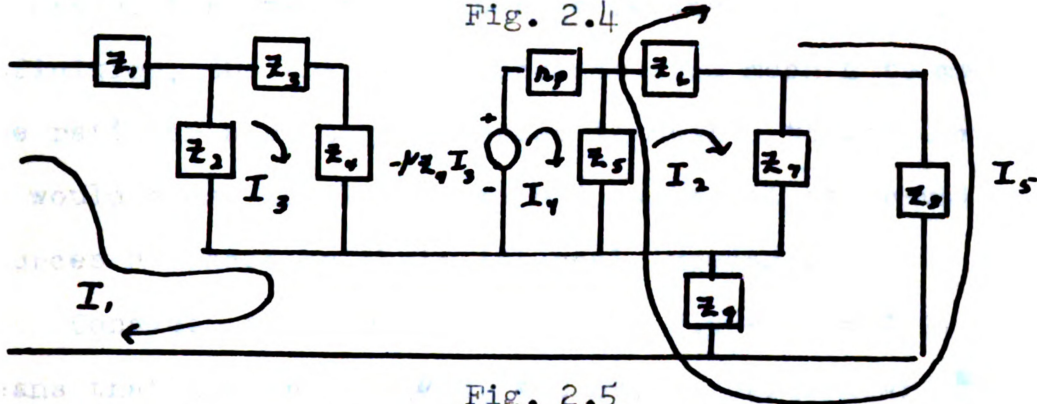 Fig. 2.4
Z1 Z3 rp Z6
Z2 I3 Z4 -μZ4I3 + - I4 Z5 I2 Z7 Z8 I5
I1 Z9
Fig. 2.5